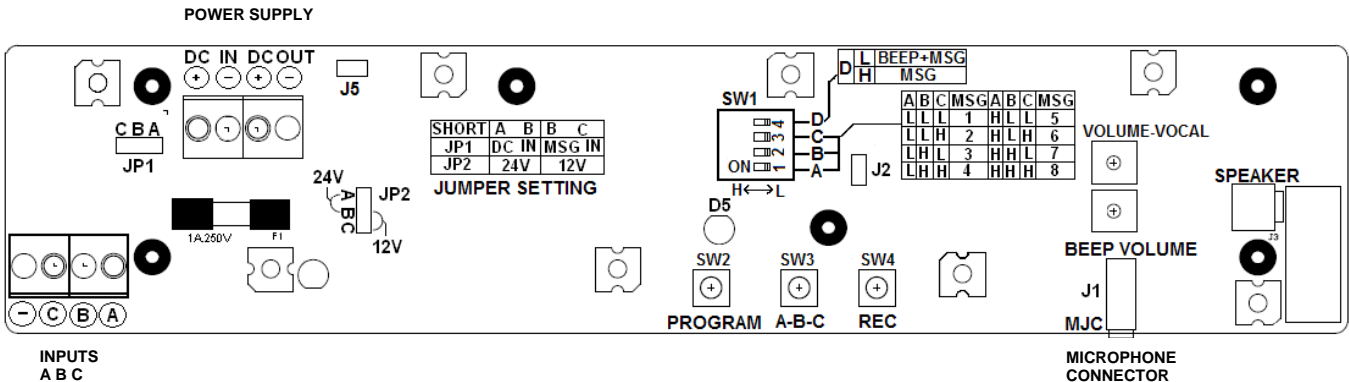 POWER SUPPLY
DC IN DC OUT
+ − + −
J5
C B A
JP1
SHORT A B B C
JP1 DC IN MSG IN
JP2 24V 12V
JUMPER SETTING
24V
A B C
JP2
12V
1A.250V F1
− C B A
INPUTS
A B C
SW1
4 D
3 C
2 B
ON 1 A
H L
D L BEEP+MSG
H MSG
A B C MSG A B C MSG
L L L 1 H L L 5
L L H 2 H L H 6
L H L 3 H H L 7
L H H 4 H H H 8
J2
D5
SW2
PROGRAM
SW3
A-B-C
SW4
REC
VOLUME-VOCAL
BEEP VOLUME
SPEAKER
J3
J1
MJC
MICROPHONE
CONNECTOR